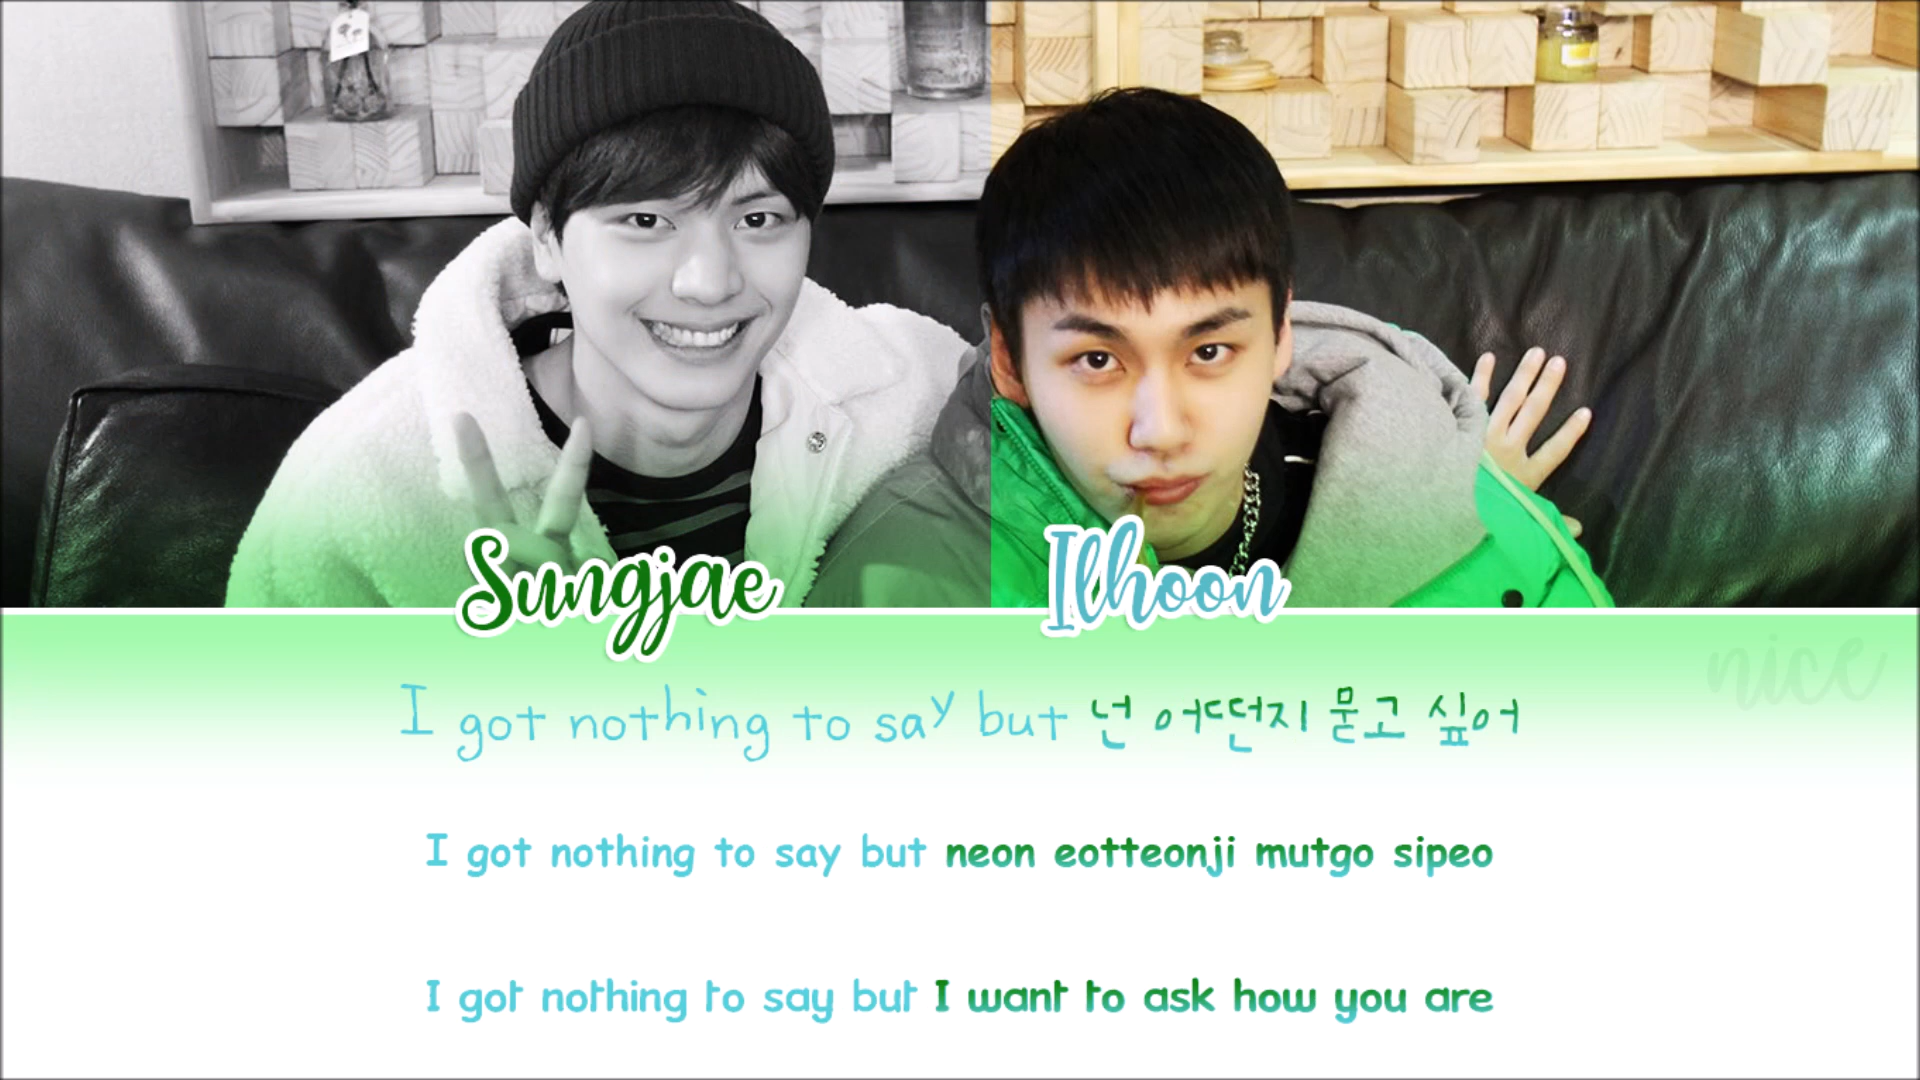 Sungjae
Ilhoon
nice
I got nothing to say but 넌 어떤지 묻고 싶어
I got nothing to say but neon eotteonji mutgo sipeo
I got nothing to say but I want to ask how you are